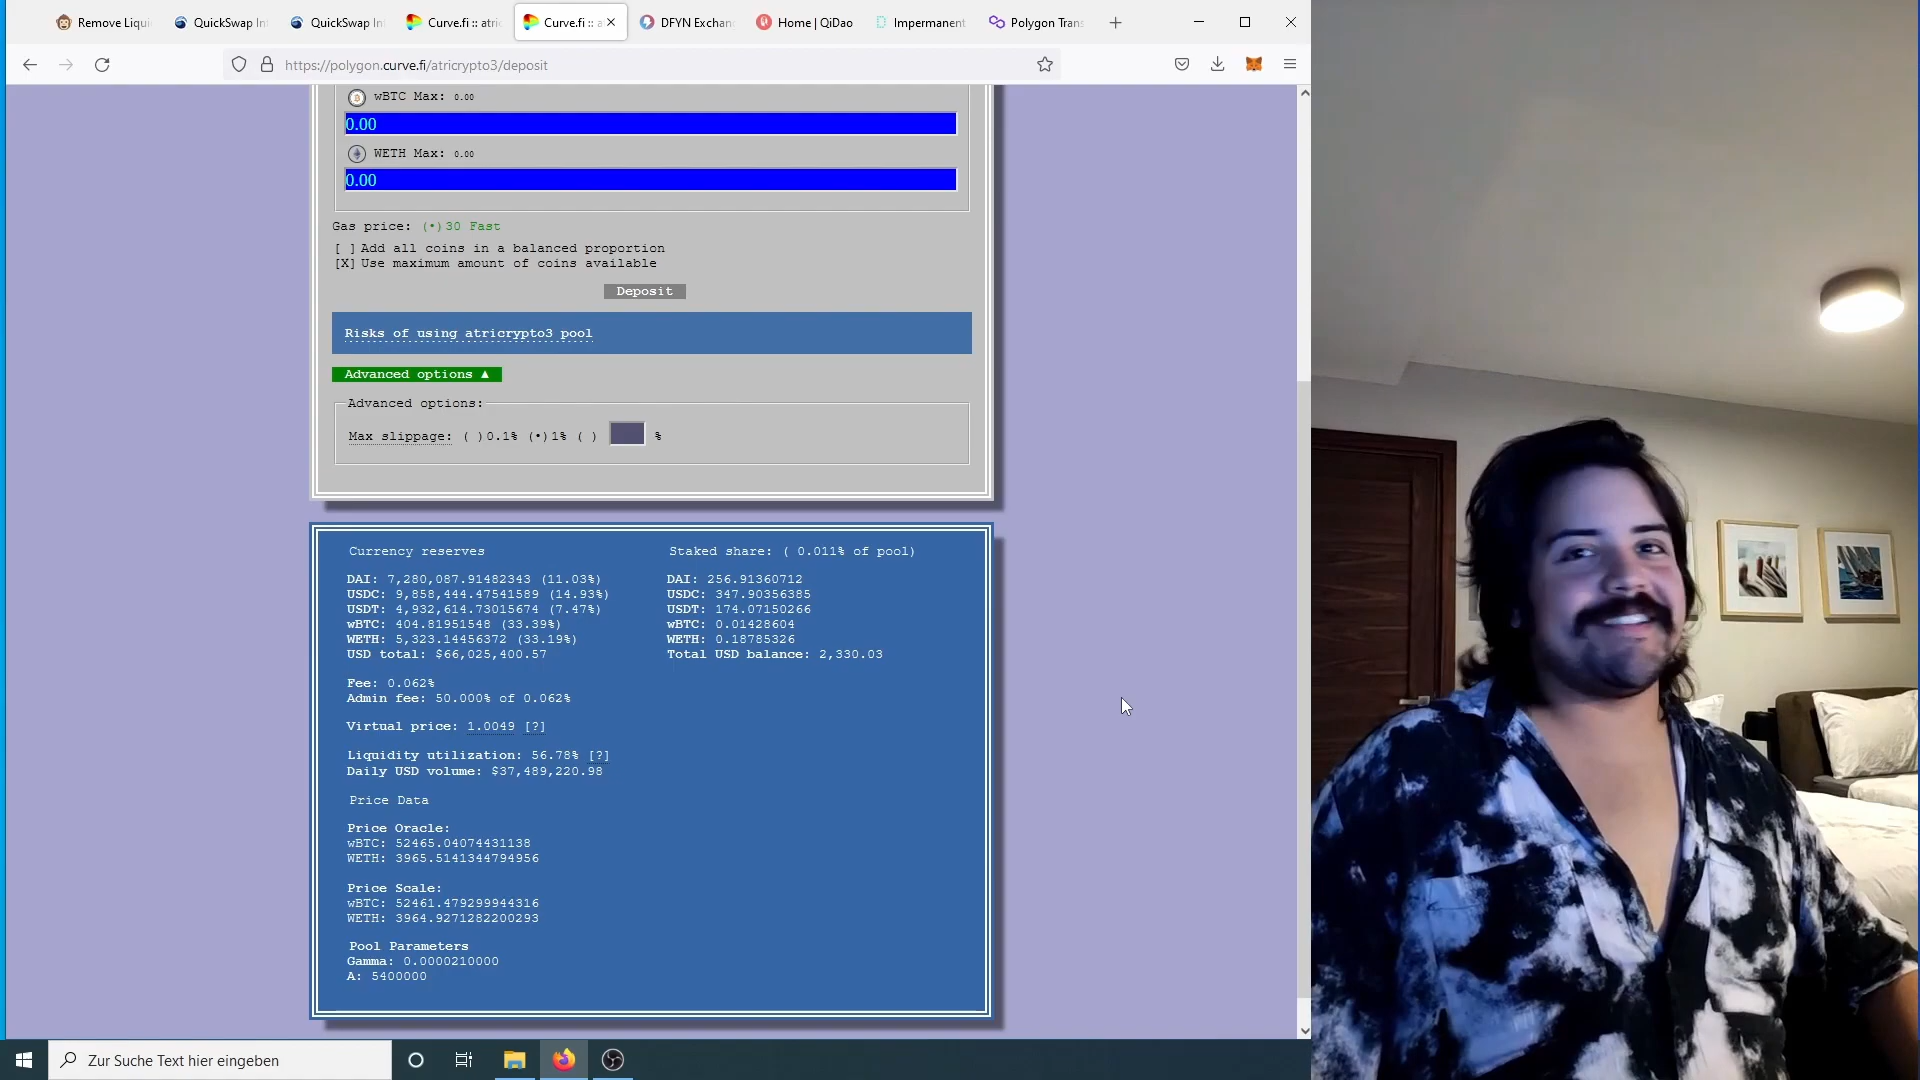 Remove Liqui
QuickSwap Int
QuickSwap Int
Curve.fi :: atric
Curve.fi :: a
DFYN Exchan
Home | QiDao
Impermanent
Polygon Trans
https://polygon.curve.fi/atricrypto3/deposit
wBTC Max: 0.00
0.00
WETH Max: 0.00
0.00
Gas price: (•)30 Fast
[ ] Add all coins in a balanced proportion
[X] Use maximum amount of coins available
Deposit
Risks of using atricrypto3 pool
Advanced options ▲
Advanced options:
Max slippage: ( )0.1% (•)1% ( ) %
Currency reserves
DAI: 7,280,087.91482343 (11.03%)
USDC: 9,858,444.47541589 (14.93%)
USDT: 4,932,614.73015674 (7.47%)
wBTC: 404.81951548 (33.39%)
WETH: 5,323.14456372 (33.19%)
USD total: $66,025,400.57
Fee: 0.062%
Admin fee: 50.000% of 0.062%
Virtual price: 1.0049 [?]
Liquidity utilization: 56.78% [?]
Daily USD volume: $37,489,220.98
Price Data
Price Oracle:
wBTC: 52465.04074431138
WETH: 3965.5141344794956
Price Scale:
wBTC: 52461.479299944316
WETH: 3964.9271282200293
Pool Parameters
Gamma: 0.0000210000
A: 5400000
Staked share: ( 0.011% of pool)
DAI: 256.91360712
USDC: 347.90356385
USDT: 174.07150266
wBTC: 0.01428604
WETH: 0.18785326
Total USD balance: 2,330.03
Zur Suche Text hier eingeben